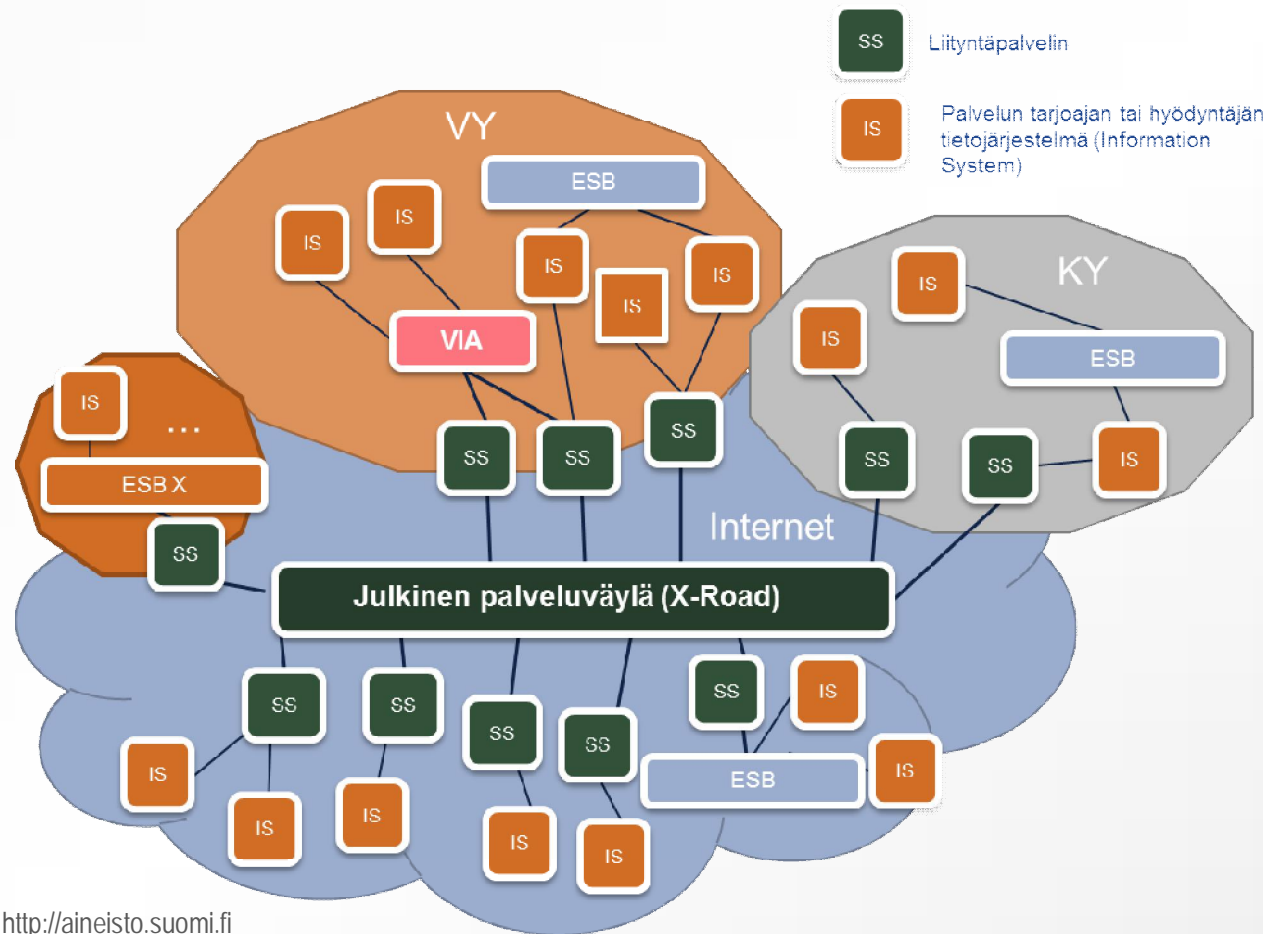 SS
Liityntäpalvelin
IS
Palvelun tarjoajan tai hyödyntäjän
tietojärjestelmä (Information
System)
VY
ESB
IS
IS
IS
IS
IS
VIA
SS
SS
SS
KY
IS
IS
ESB
SS
SS
IS
IS
...
ESB X
SS
Internet
Julkinen palveluväylä (X-Road)
SS
SS
SS
SS
SS
IS
IS
IS
IS
IS
IS
ESB
IS
http://aineisto.suomi.fi